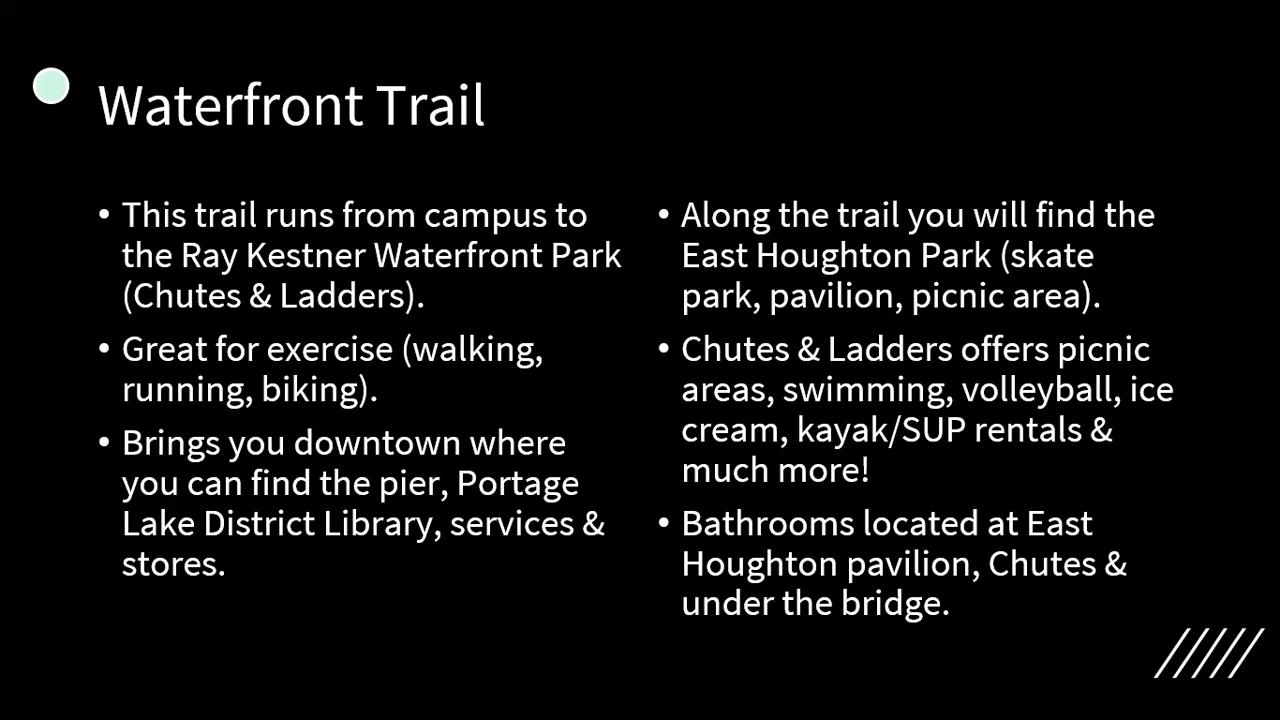 Waterfront Trail
• This trail runs from campus to
the Ray Kestner Waterfront Park
(Chutes & Ladders).
• Great for exercise (walking,
running, biking).
• Brings you downtown where
you can find the pier, Portage
Lake District Library, services &
stores.
• Along the trail you will find the
East Houghton Park (skate
park, pavilion, picnic area).
• Chutes & Ladders offers picnic
areas, swimming, volleyball, ice
cream, kayak/SUP rentals &
much more!
• Bathrooms located at East
Houghton pavilion, Chutes &
under the bridge.